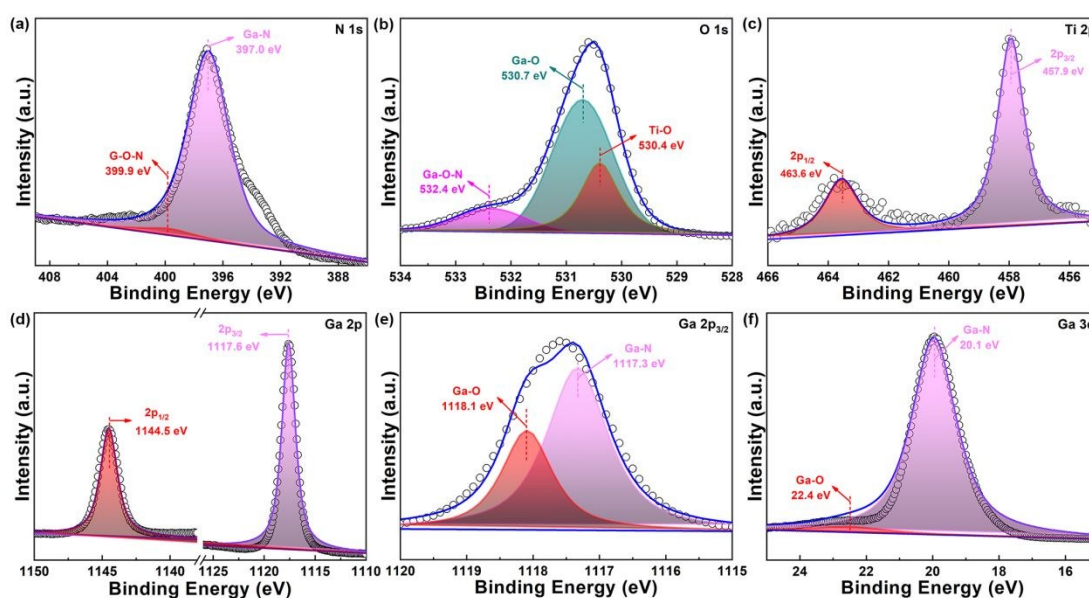 (a)
N 1s
Ga-N
397.0 eV
G-O-N
399.9 eV
Intensity (a.u.)
408 404 400 396 392 388
Binding Energy (eV)
(b)
O 1s
Ga-O
530.7 eV
Ti-O
530.4 eV
Ga-O-N
532.4 eV
Intensity (a.u.)
534 533 532 531 530 529 528
Binding Energy (eV)
(c)
Ti 2p
2p3/2
457.9 eV
2p1/2
463.6 eV
Intensity (a.u.)
466 464 462 460 458 456
Binding Energy (eV)
(d)
Ga 2p
2p3/2
1117.6 eV
2p1/2
1144.5 eV
Intensity (a.u.)
1150 1145 1140 1125 1120 1115 1110
Binding Energy (eV)
(e)
Ga 2p3/2
Ga-N
1117.3 eV
Ga-O
1118.1 eV
Intensity (a.u.)
1120 1119 1118 1117 1116 1115
Binding Energy (eV)
(f)
Ga 3d
Ga-N
20.1 eV
Ga-O
22.4 eV
Intensity (a.u.)
24 22 20 18 16
Binding Energy (eV)